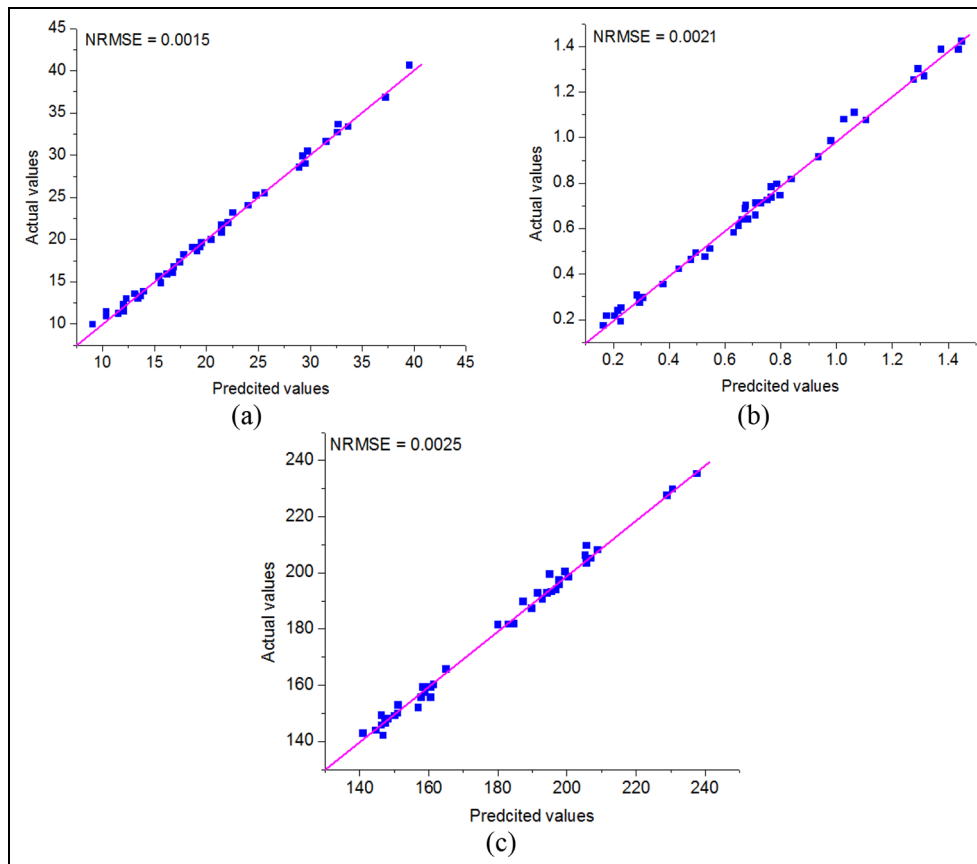 NRMSE = 0.0015
45
40
35
30
25
20
15
10
Actual values
10 15 20 25 30 35 40 45
Predcited values
(a)
NRMSE = 0.0021
1.4
1.2
1.0
0.8
0.6
0.4
0.2
Actual values
0.2 0.4 0.6 0.8 1.0 1.2 1.4
Predcited values
(b)
NRMSE = 0.0025
240
220
200
180
160
140
Actual values
140 160 180 200 220 240
Predcited values
(c)